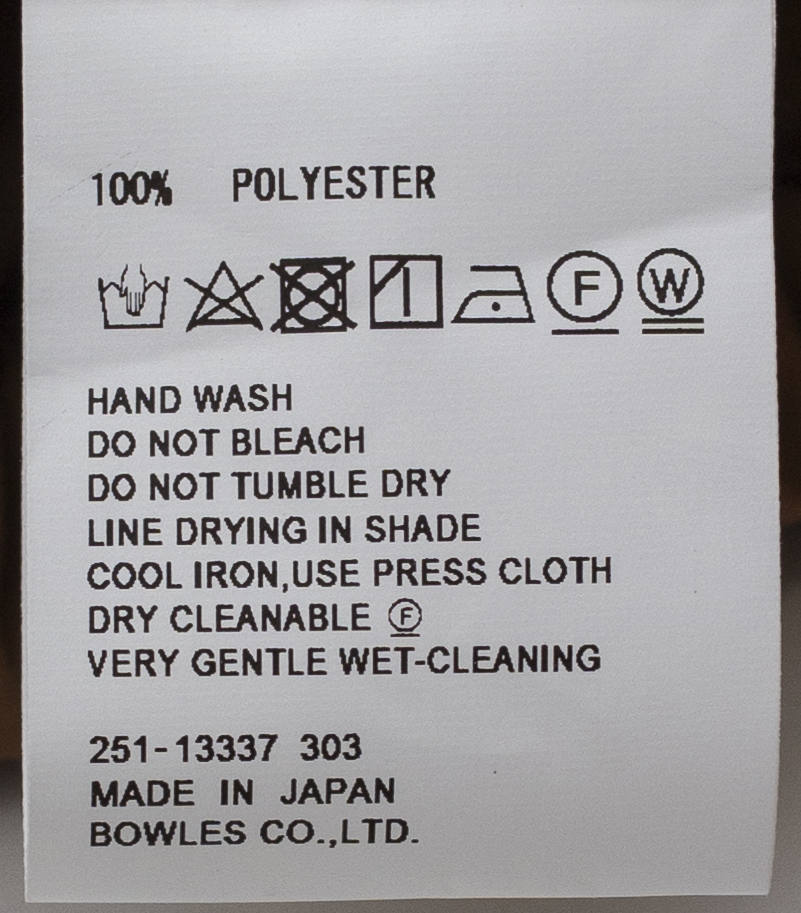 100% POLYESTER
F W
HAND WASH
DO NOT BLEACH
DO NOT TUMBLE DRY
LINE DRYING IN SHADE
COOL IRON,USE PRESS CLOTH
DRY CLEANABLE Ⓕ
VERY GENTLE WET-CLEANING
251-13337 303
MADE IN JAPAN
BOWLES CO.,LTD.